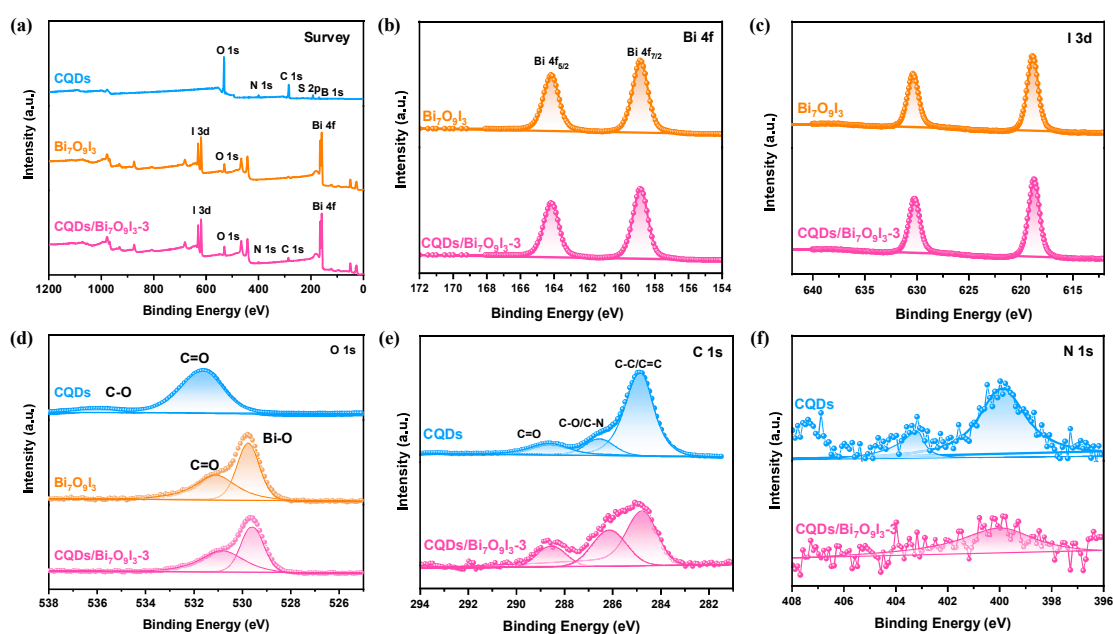 (a)
Survey
O 1s
CQDs
N 1s
C 1s
S 2p
B 1s
Bi₇O₉I₃
I 3d
O 1s
Bi 4f
CQDs/Bi₇O₉I₃-3
I 3d
O 1s
N 1s
C 1s
Bi 4f
Intensity (a.u.)
1200 1000 800 600 400 200 0
Binding Energy (eV)
(b)
Bi 4f
Bi 4f₅/₂
Bi 4f₇/₂
Bi₇O₉I₃
CQDs/Bi₇O₉I₃-3
Intensity (a.u.)
172 170 168 166 164 162 160 158 156 154
Binding Energy (eV)
(c)
I 3d
Bi₇O₉I₃
CQDs/Bi₇O₉I₃-3
Intensity (a.u.)
640 635 630 625 620 615
Binding Energy (eV)
(d)
O 1s
C=O
CQDs
C-O
Bi-O
C=O
Bi₇O₉I₃
CQDs/Bi₇O₉I₃-3
Intensity (a.u.)
538 536 534 532 530 528 526
Binding Energy (eV)
(e)
C 1s
C-C/C=C
C-O/C-N
C=O
CQDs
CQDs/Bi₇O₉I₃-3
Intensity (a.u.)
294 292 290 288 286 284 282
Binding Energy (eV)
(f)
N 1s
CQDs
CQDs/Bi₇O₉I₃-3
Intensity (a.u.)
408 406 404 402 400 398 396
Binding Energy (eV)